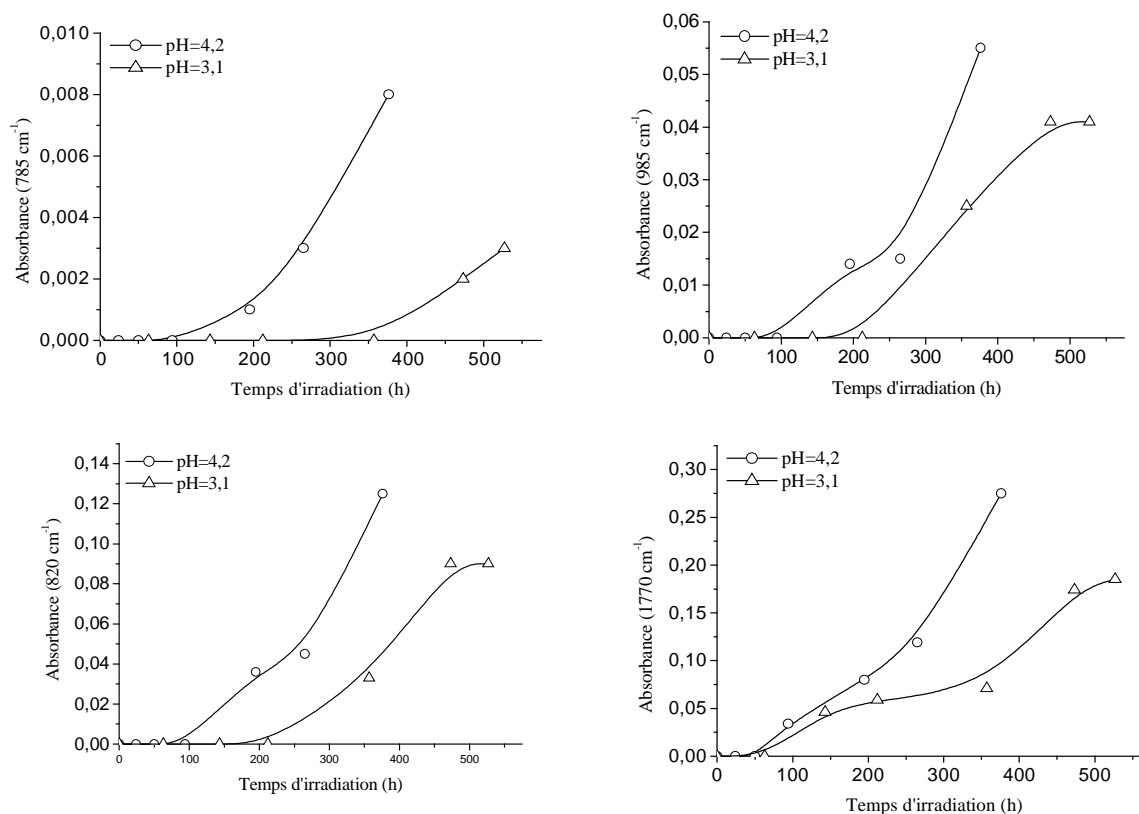 0,010
0,008
0,006
0,004
0,002
0,000
Absorbance (785 cm-1)
pH=4,2
pH=3,1
0 100 200 300 400 500
Temps d'irradiation (h)
0,06
0,05
0,04
0,03
0,02
0,01
0,00
Absorbance (985 cm-1)
pH=4,2
pH=3,1
0 100 200 300 400 500
Temps d'irradiation (h)
0,14
0,12
0,10
0,08
0,06
0,04
0,02
0,00
Absorbance (820 cm-1)
pH=4,2
pH=3,1
0 100 200 300 400 500
Temps d'irradiation (h)
0,30
0,25
0,20
0,15
0,10
0,05
0,00
Absorbance (1770 cm-1)
pH=4,2
pH=3,1
0 100 200 300 400 500
Temps d'irradiation (h)